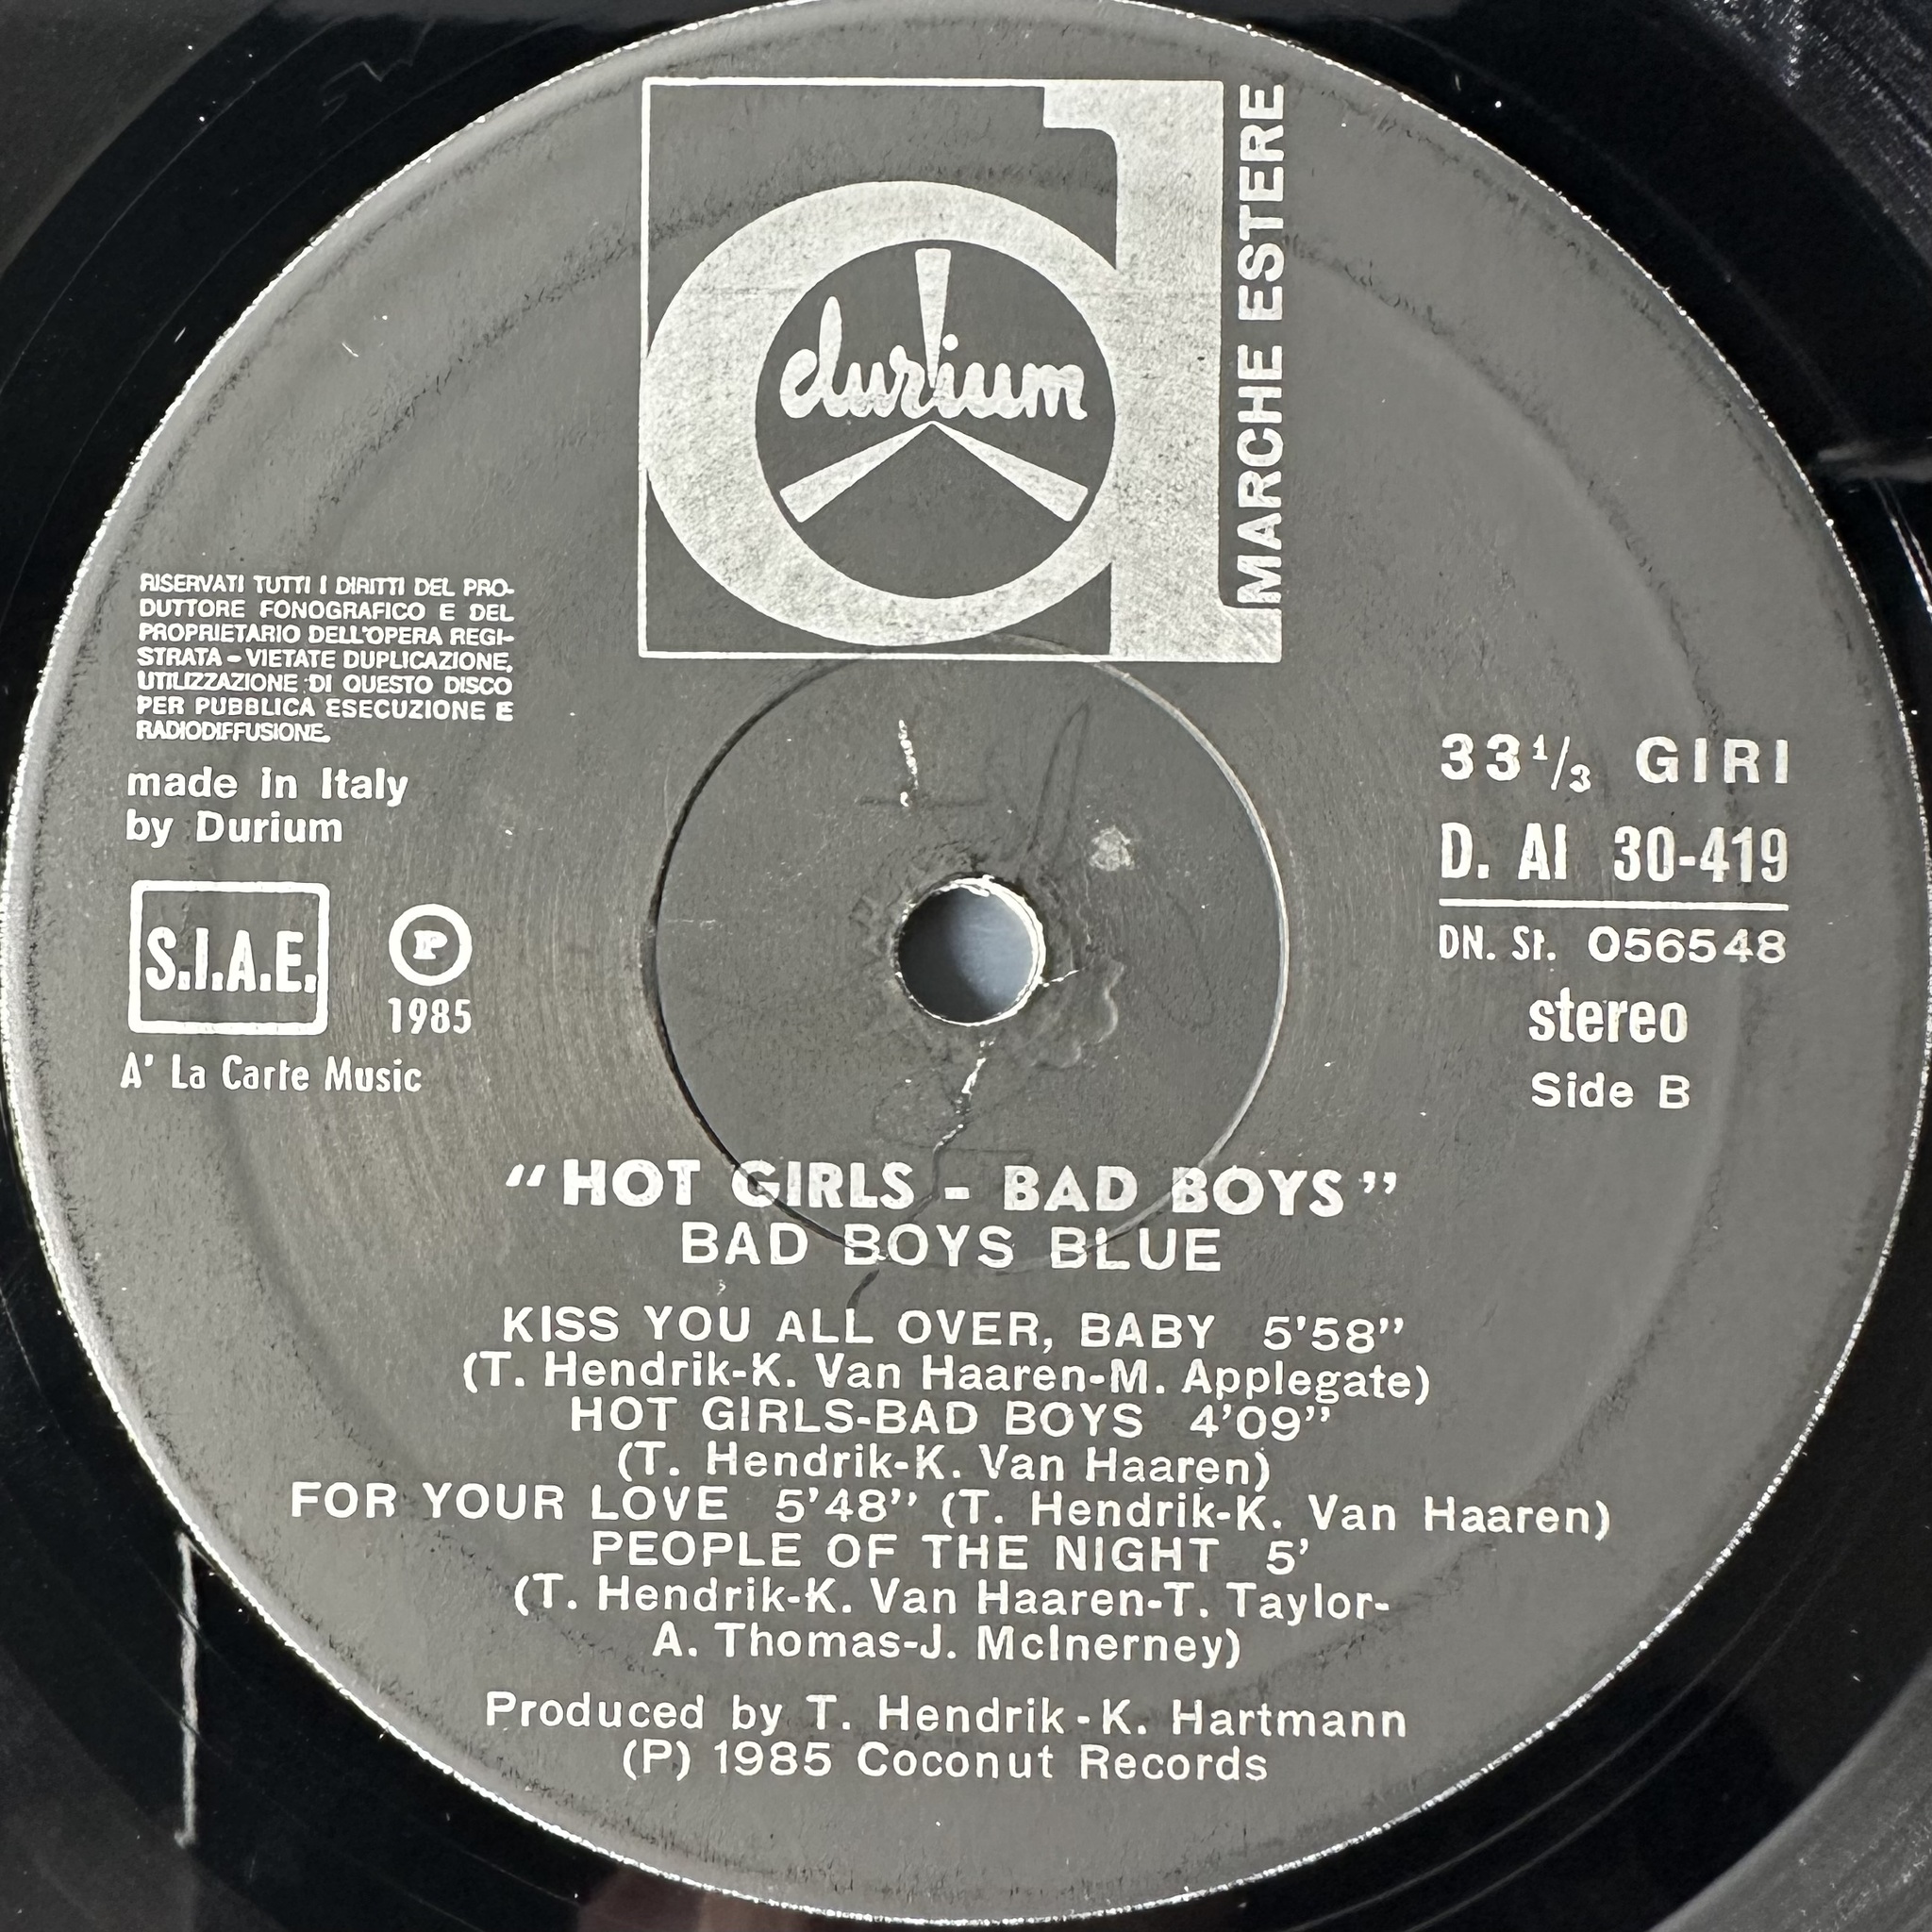 durium
MARCHE ESTERE
RISERVATI TUTTI I DIRITTI DEL PRO-
DUTTORE FONOGRAFICO E DEL
PROPRIETARIO DELL'OPERA REGI-
STRATA - VIETATE DUPLICAZIONE,
UTILIZZAZIONE DI QUESTO DISCO
PER PUBBLICA ESECUZIONE E
RADIODIFFUSIONE.
made in Italy
by Durium
S.I.A.E.
P
1985
A' La Carte Music
33 1/3 GIRI
D. AI 30-419
DN. St. 056548
stereo
Side B
"HOT GIRLS - BAD BOYS"
BAD BOYS BLUE
KISS YOU ALL OVER, BABY 5'58"
(T. Hendrik-K. Van Haaren-M. Applegate)
HOT GIRLS-BAD BOYS 4'09"
(T. Hendrik-K. Van Haaren)
FOR YOUR LOVE 5'48" (T. Hendrik-K. Van Haaren)
PEOPLE OF THE NIGHT 5'
(T. Hendrik-K. Van Haaren-T. Taylor-
A. Thomas-J. McInerney)
Produced by T. Hendrik-K. Hartmann
(P) 1985 Coconut Records